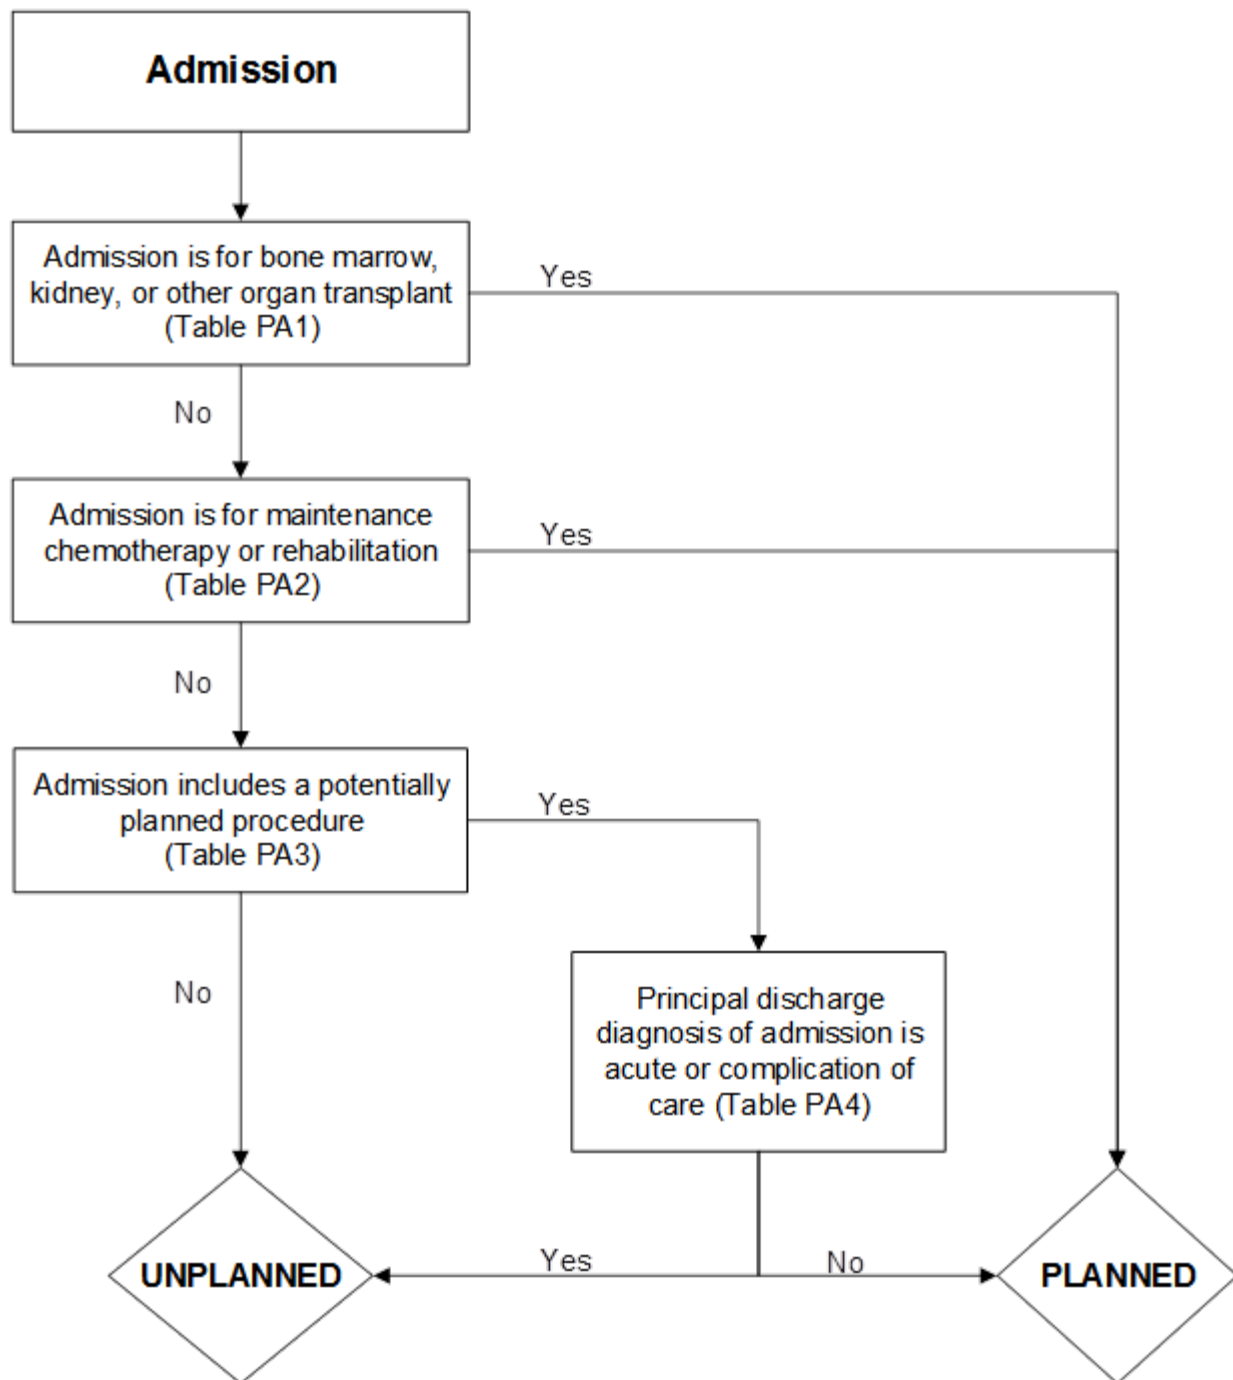 Admission
Admission is for bone marrow,
kidney, or other organ transplant
(Table PA1)
Yes
No
Admission is for maintenance
chemotherapy or rehabilitation
(Table PA2)
Yes
No
Admission includes a potentially
planned procedure
(Table PA3)
Yes
No
Principal discharge
diagnosis of admission is
acute or complication of
care (Table PA4)
UNPLANNED
Yes
No
PLANNED